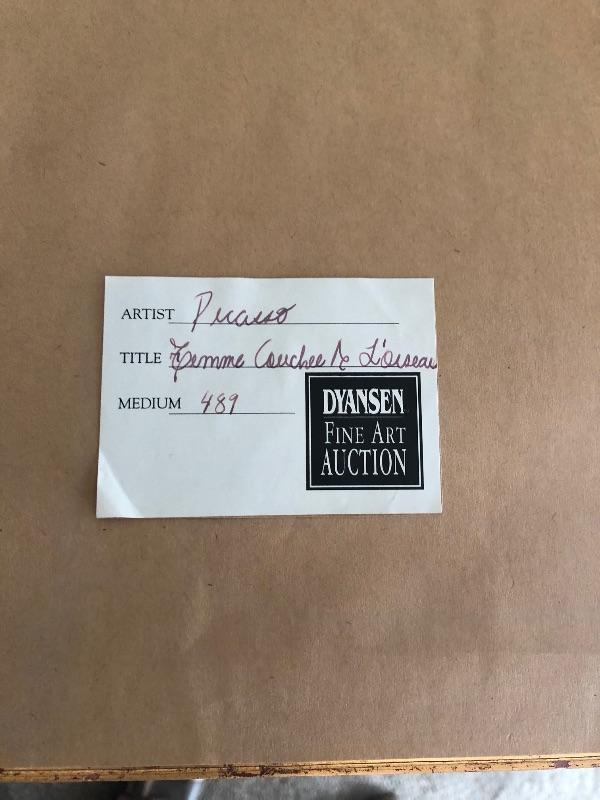 ARTIST Picasso
TITLE Femme Couchee & L'Oiseau
MEDIUM 489
DYANSEN
FINE ART
AUCTION